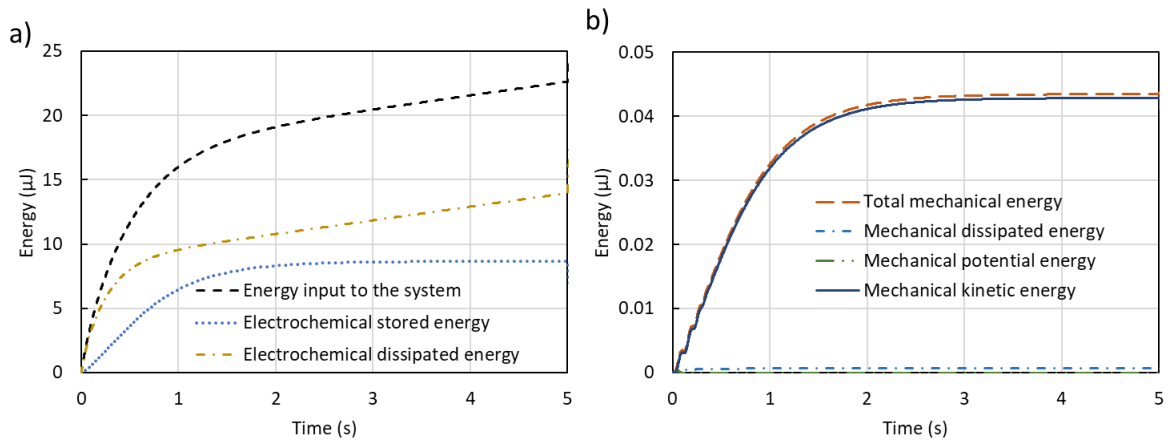 a)
25
20
15
10
5
0
Energy (µJ)
Energy input to the system
Electrochemical stored energy
Electrochemical dissipated energy
0 1 2 3 4 5
Time (s)
b)
0.05
0.04
0.03
0.02
0.01
0
Energy (µJ)
Total mechanical energy
Mechanical dissipated energy
Mechanical potential energy
Mechanical kinetic energy
0 1 2 3 4 5
Time (s)